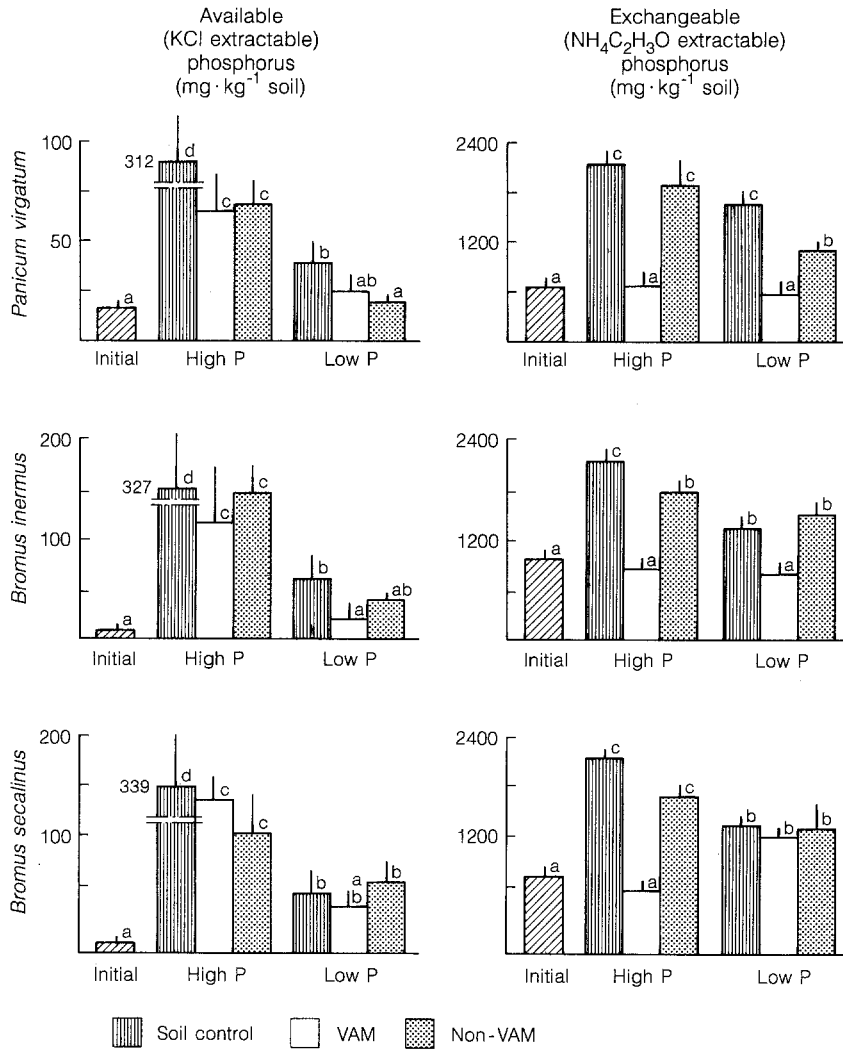 Available
(KCl extractable)
phosphorus
(mg·kg⁻¹ soil)
Exchangeable
(NH₄C₂H₃O extractable)
phosphorus
(mg·kg⁻¹ soil)
Panicum virgatum
100
50
312
a
d
c
c
b
ab
a
Initial
High P
Low P
2400
1200
a
c
a
c
c
a
b
Initial
High P
Low P
Bromus inermus
200
100
327
a
d
c
c
b
a
ab
Initial
High P
Low P
2400
1200
a
c
a
b
b
a
b
Initial
High P
Low P
Bromus secalinus
200
100
339
a
d
c
c
b
a
b
b
Initial
High P
Low P
2400
1200
a
c
a
c
b
b
b
Initial
High P
Low P
Soil control
VAM
Non-VAM